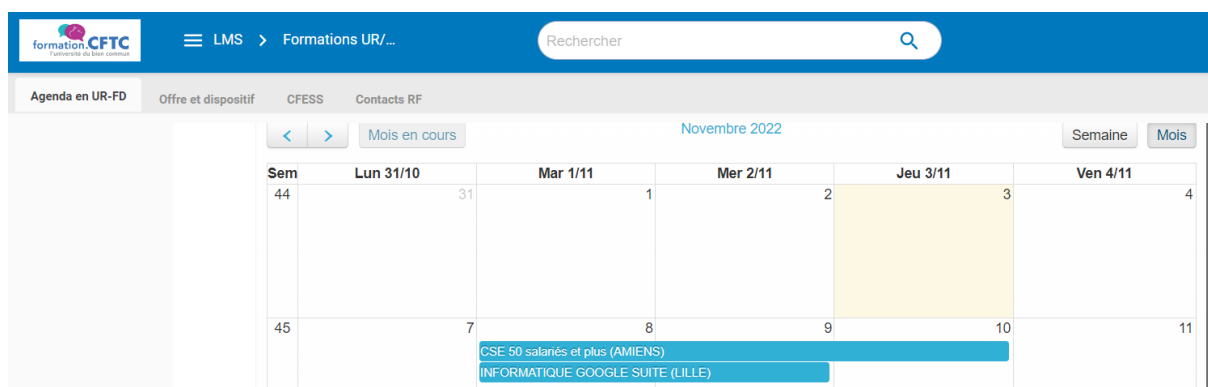 formation.CFTC
l'université du bien commun
LMS > Formations UR/...
Rechercher
Agenda en UR-FD Offre et dispositif CFESS Contacts RF
< > Mois en cours Novembre 2022 Semaine Mois
Sem Lun 31/10 Mar 1/11 Mer 2/11 Jeu 3/11 Ven 4/11
44 31 1 2 3 4
45 7 8 9 10 11
CSE 50 salariés et plus (AMIENS)
INFORMATIQUE GOOGLE SUITE (LILLE)